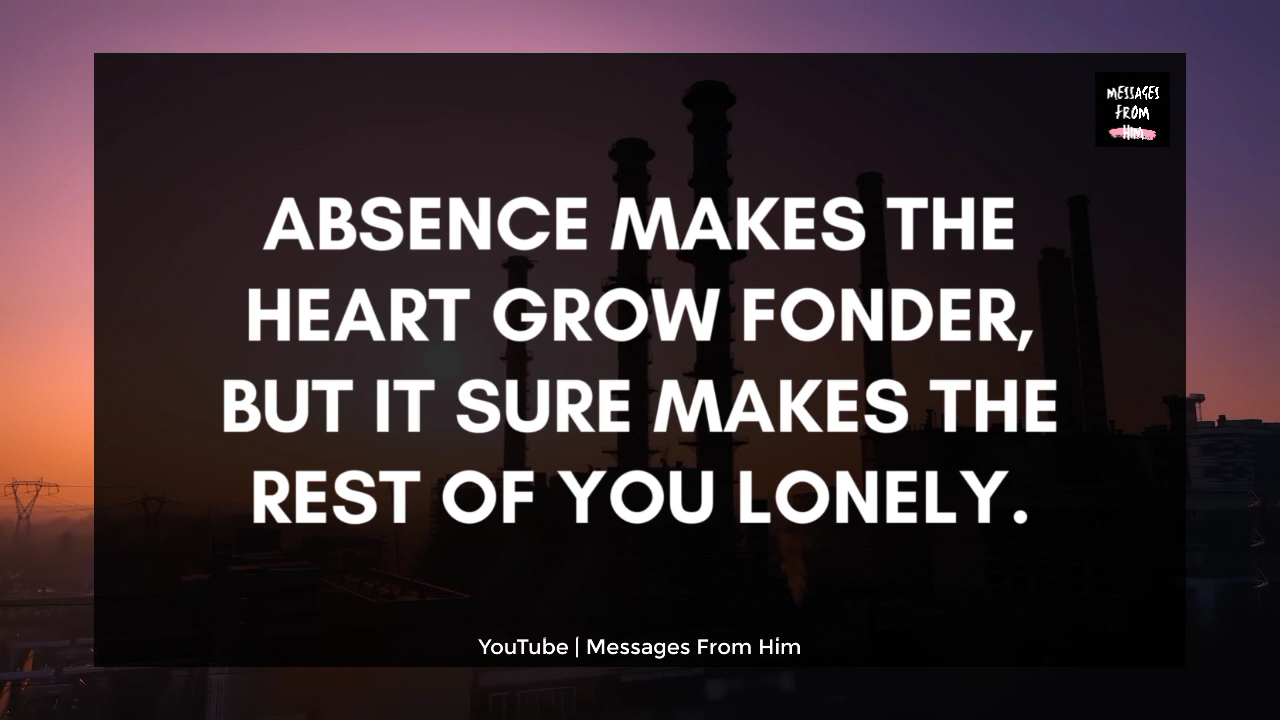 MESSAGES
FROM
HIM
ABSENCE MAKES THE
HEART GROW FONDER,
BUT IT SURE MAKES THE
REST OF YOU LONELY.
YouTube | Messages From Him